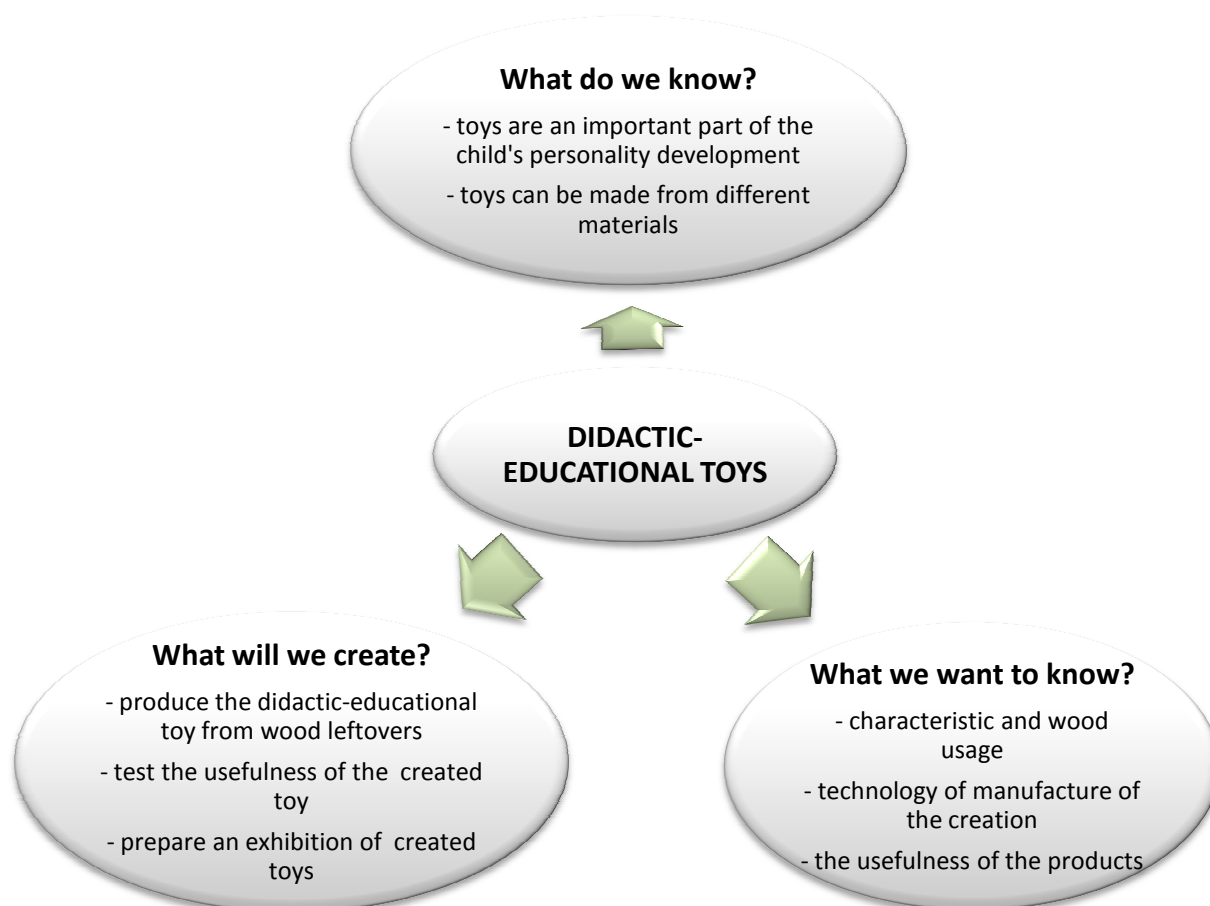 What do we know?
- toys are an important part of the
child's personality development
- toys can be made from different
materials
DIDACTIC-
EDUCATIONAL TOYS
What will we create?
- produce the didactic-educational
toy from wood leftovers
- test the usefulness of the created
toy
- prepare an exhibition of created
toys
What we want to know?
- characteristic and wood
usage
- technology of manufacture of
the creation
- the usefulness of the products